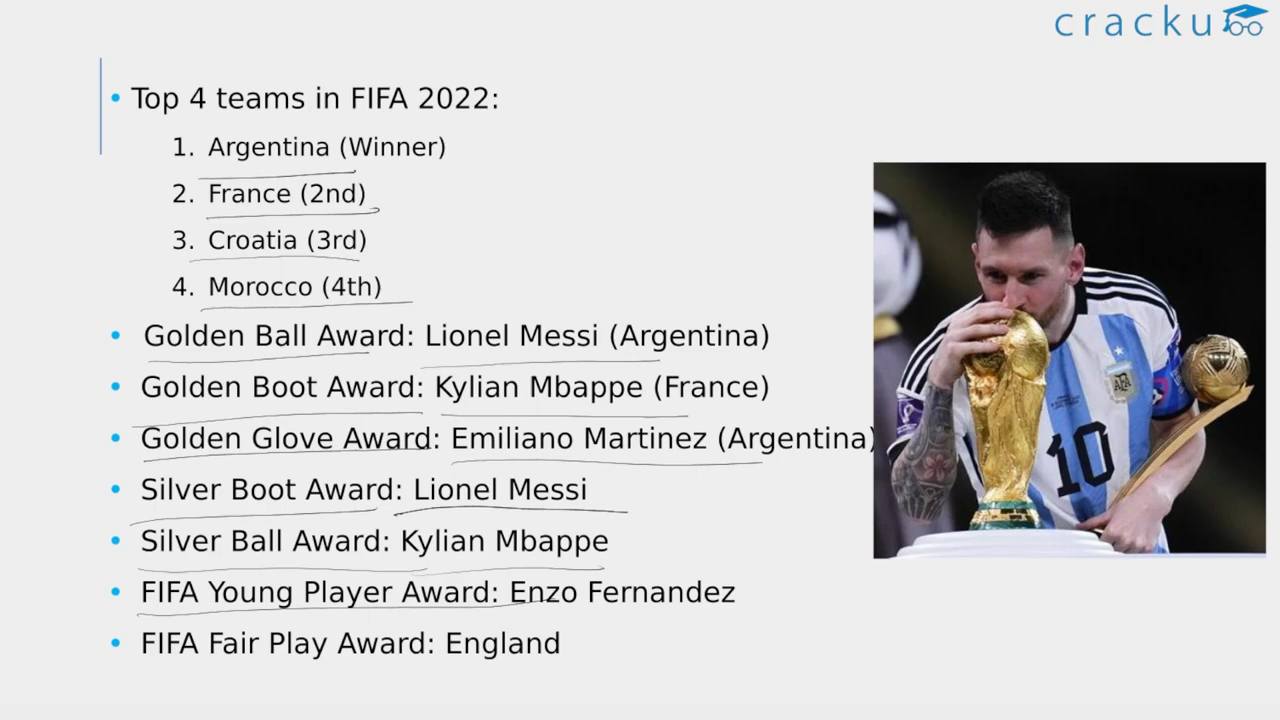 cracku
• Top 4 teams in FIFA 2022:
1. Argentina (Winner)
2. France (2nd)
3. Croatia (3rd)
4. Morocco (4th)
• Golden Ball Award: Lionel Messi (Argentina)
• Golden Boot Award: Kylian Mbappe (France)
• Golden Glove Award: Emiliano Martinez (Argentina)
• Silver Boot Award: Lionel Messi
• Silver Ball Award: Kylian Mbappe
• FIFA Young Player Award: Enzo Fernandez
• FIFA Fair Play Award: England
AFA
10